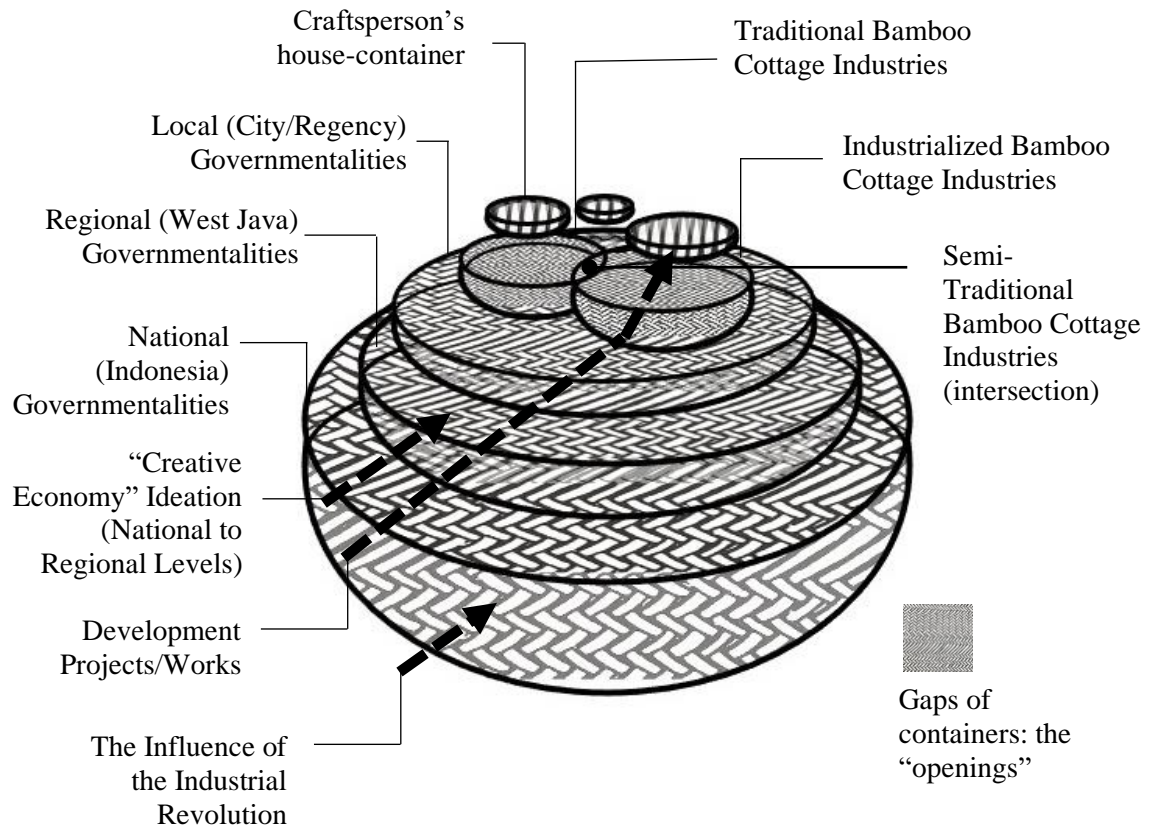 Craftsperson’s
house-container
Traditional Bamboo
Cottage Industries
Local (City/Regency)
Governmentalities
Industrialized Bamboo
Cottage Industries
Regional (West Java)
Governmentalities
Semi-
Traditional
Bamboo Cottage
Industries
(intersection)
National
(Indonesia)
Governmentalities
“Creative
Economy” Ideation
(National to
Regional Levels)
Development
Projects/Works
The Influence of
the Industrial
Revolution
Gaps of
containers: the
“openings”